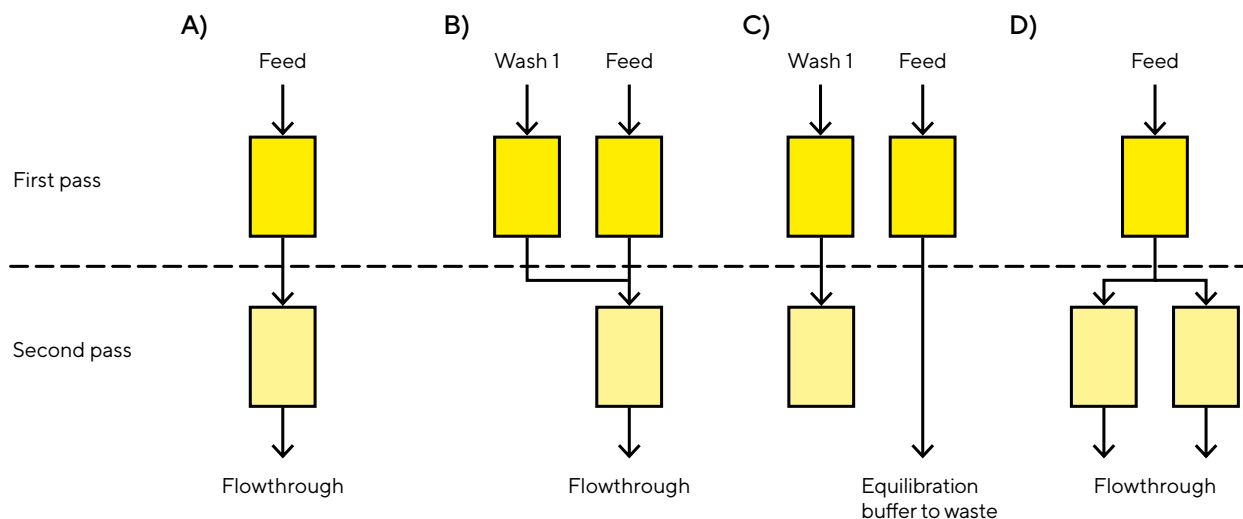 A)
B)
C)
D)
Feed
Wash 1
Feed
Wash 1
Feed
Feed
First pass
Second pass
Flowthrough
Flowthrough
Equilibration
buffer to waste
Flowthrough